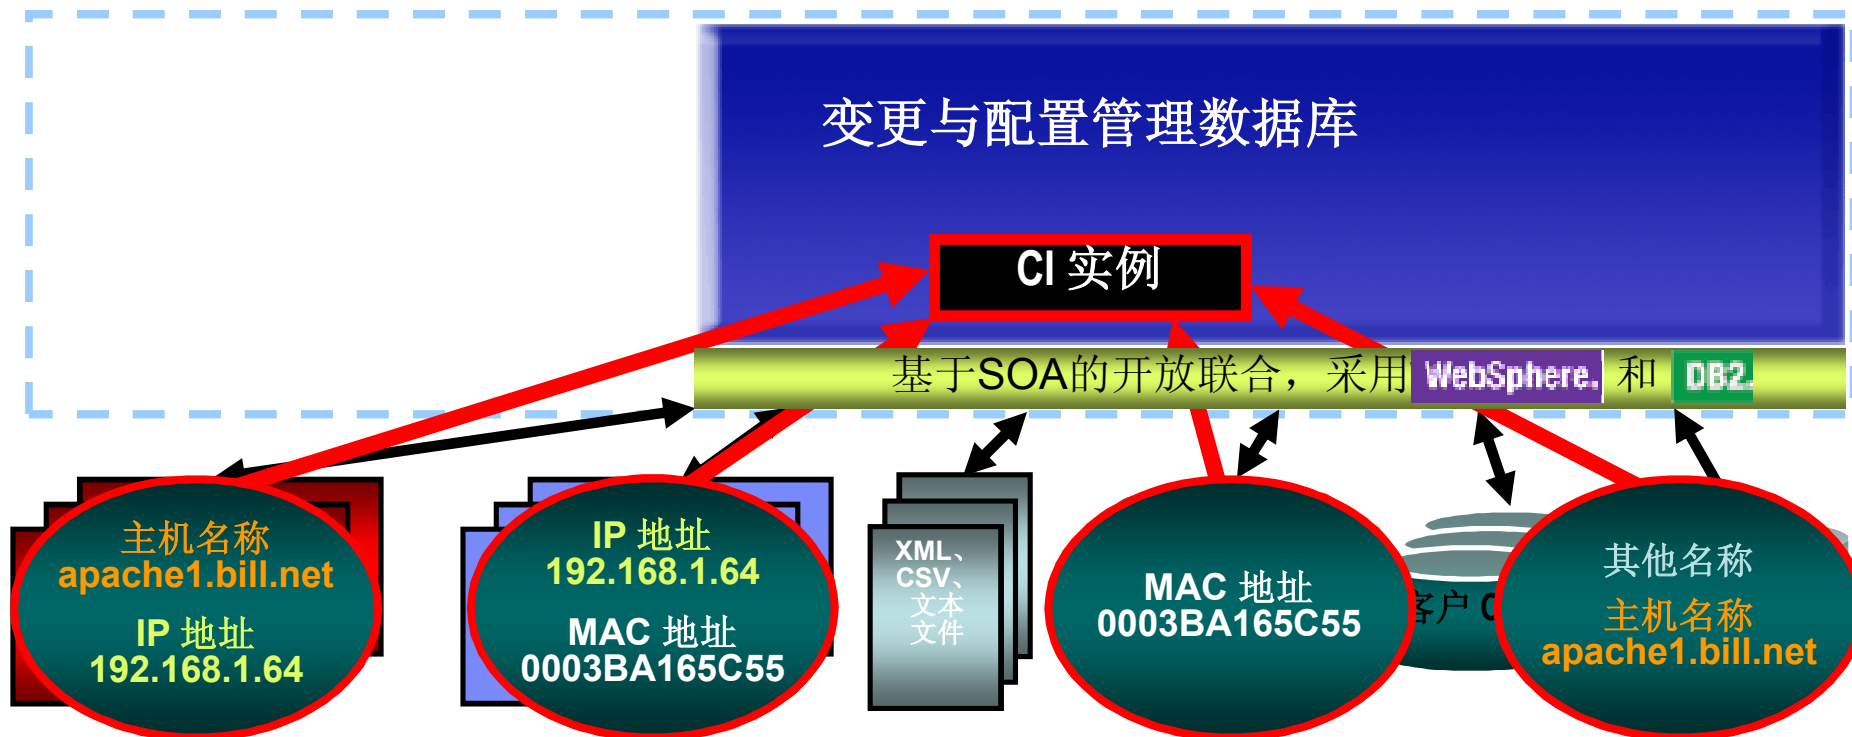 变更与配置管理数据库
CI 实例
基于SOA的开放联合，采用 WebSphere. 和 DB2.
主机名称
apache1.bill.net
IP 地址
192.168.1.64
IP 地址
192.168.1.64
MAC 地址
0003BA165C55
XML、
CSV、
文本
文件
MAC 地址
0003BA165C55
客户
其他名称
主机名称
apache1.bill.net